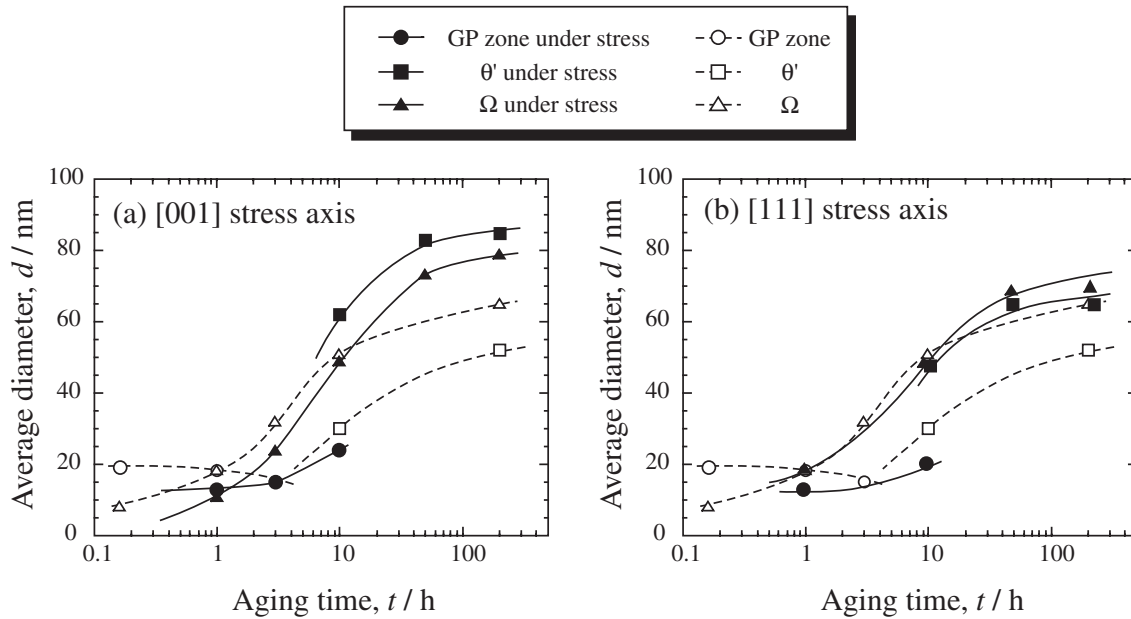 GP zone under stress GP zone
θ' under stress θ'
Ω under stress Ω
(a) [001] stress axis
100
80
60
40
20
0
0.1 1 10 100
Average diameter, d / nm
Aging time, t / h
(b) [111] stress axis
100
80
60
40
20
0
0.1 1 10 100
Average diameter, d / nm
Aging time, t / h